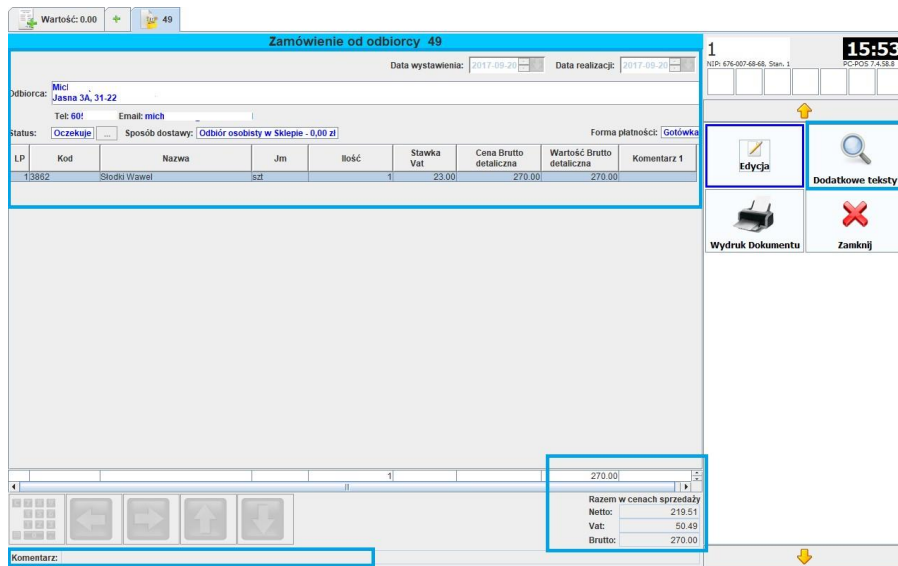 Wartość: 0.00 + 49
Zamówienie od odbiorcy 49
Data wystawienia: 2017-09-20 Data realizacji: 2017-09-20
Odbiorca: Micl
Jasna 3A, 31-22
Tel: 60 Email: mich
Status: Oczekuje ... Sposób dostawy: Odbiór osobisty w Sklepie - 0,00 zł Forma płatności: Gotówka
LP Kod Nazwa Jm Ilość Stawka Vat Cena Brutto detaliczna Wartość Brutto detaliczna Komentarz 1
1 3862 Słodki Wawel szt 1 23.00 270.00 270.00
1 270.00
Razem w cenach sprzedaży
Netto: 219.51
Vat: 50.49
Brutto: 270.00
Komentarz:
1 15:53
NIP: 676-007-68-68, Stan. 1 PC-POS 7.4.58.8
Edycja Dodatkowe teksty
Wydruk Dokumentu Zamknij